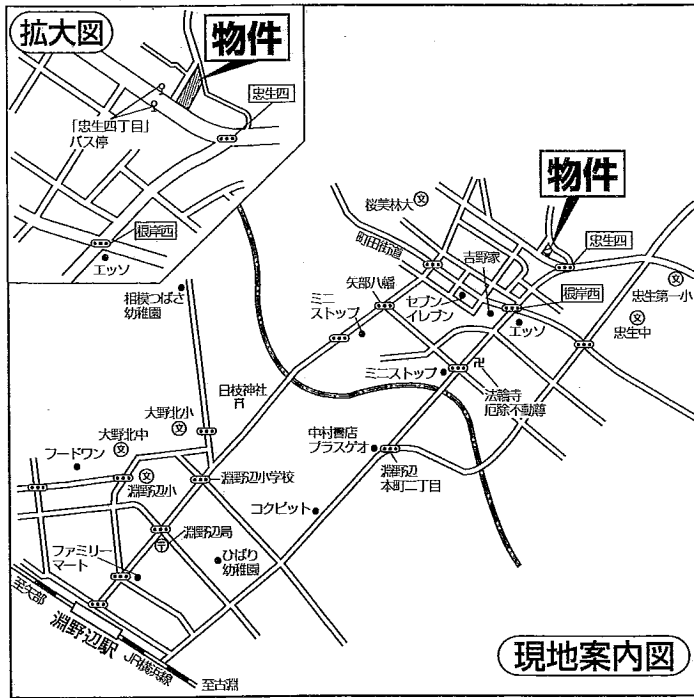 拡大図
物件
忠生四
「忠生四丁目」
バス停
根岸西
エッソ
物件
桜美林大
文
町田街道
吉野家
忠生四
矢部八幡
セブン-
イレブン
根岸西
文
忠生第一小
相模つばさ
幼稚園
ミニ
ストップ
エッソ
文
忠生中
ミニストップ
卍
法輪寺
厄除不動尊
日枝神社
大野北小
文
大野北中
文
フードワン
中村書店
プラスゲオ
淵野辺
本町二丁目
文
淵野辺小
淵野辺小学校
コクピット
淵野辺局
〒
ひばり
幼稚園
ファミリー
マート
至矢部
淵野辺駅
JR横浜線
至古淵
現地案内図